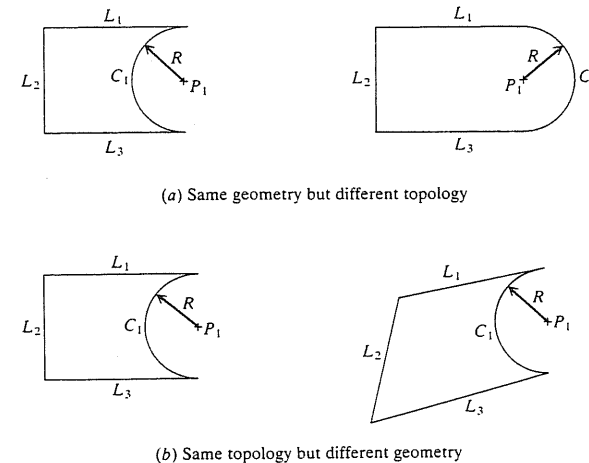 L₁ L₁
R R
L₂ C₁ P₁ L₂ P₁ C
L₃ L₃
(a) Same geometry but different topology
L₁ L₁
R R
L₂ C₁ P₁ L₂ C₁ P₁
L₃ L₃
(b) Same topology but different geometry